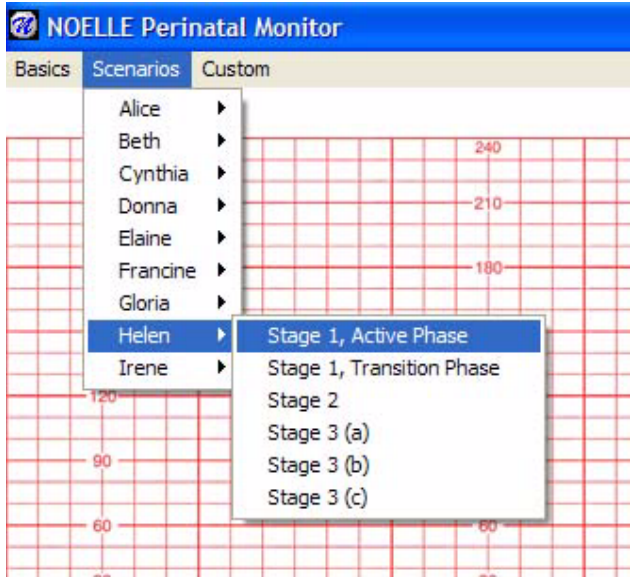 NOELLE Perinatal Monitor
Basics Scenarios Custom
Alice
Beth
240
Cynthia
Donna
210
Elaine
Francine
180
Gloria
Helen
Stage 1, Active Phase
Irene
Stage 1, Transition Phase
120
Stage 2
Stage 3 (a)
90
Stage 3 (b)
Stage 3 (c)
60
60